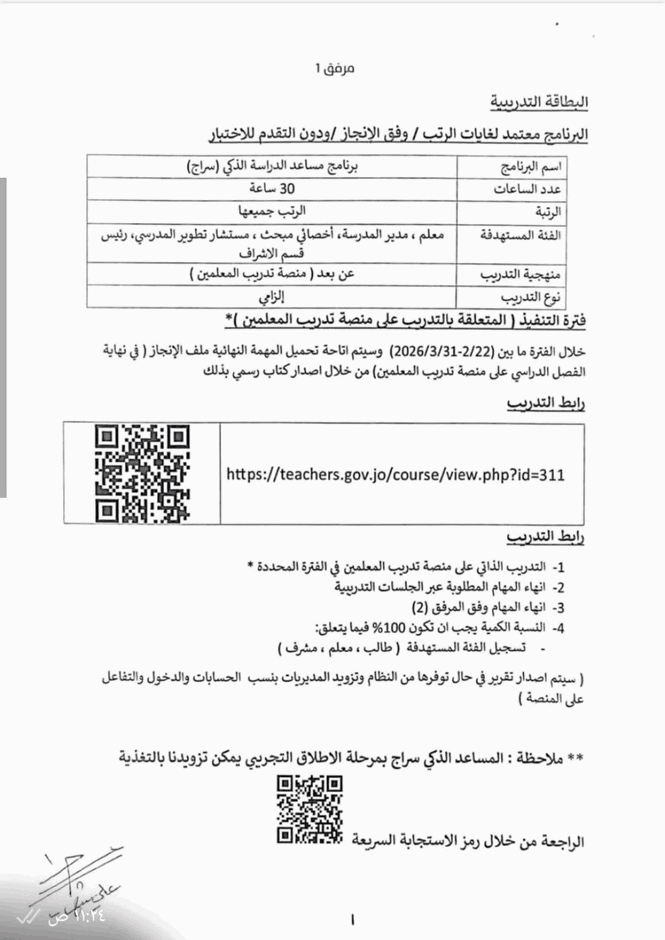 مرفق 1
البطاقة التدريبية
البرنامج معتمد لغايات الرتب / وفق الإنجاز /ودون التقدم للاختبار
اسم البرنامج برنامج مساعد الدراسة الذكي (سراج)
عدد الساعات 30 ساعة
الرتبة الرتب جميعها
الفئة المستهدفة معلم ، مدير المدرسة، أخصائي مبحث ، مستشار تطوير المدرسي، رئيس
قسم الاشراف
منهجية التدريب عن بعد ( منصة تدريب المعلمين )
نوع التدريب إلزامي
فترة التنفيذ ( المتعلقة بالتدريب على منصة تدريب المعلمين )*
خلال الفترة ما بين (2/22-2026/3/31) وسيتم اتاحة تحميل المهمة النهائية ملف الإنجاز ( في نهاية
الفصل الدراسي على منصة تدريب المعلمين) من خلال اصدار كتاب رسمي بذلك
رابط التدريب
https://teachers.gov.jo/course/view.php?id=311
رابط التدريب
1- التدريب الذاتي على منصة تدريب المعلمين في الفترة المحددة *
2- انهاء المهام المطلوبة عبر الجلسات التدريبية
3- انهاء المهام وفق المرفق (2)
4- النسبة الكمية يجب ان تكون 100% فيما يتعلق:
- تسجيل الفئة المستهدفة ( طالب ، معلم ، مشرف )
( سيتم اصدار تقرير في حال توفرها من النظام وتزويد المديريات بنسب الحسابات والدخول والتفاعل
على المنصة )
** ملاحظة : المساعد الذكي سراج بمرحلة الاطلاق التجريبي يمكن تزويدنا بالتغذية
الراجعة من خلال رمز الاستجابة السريعة
١١:٢٤ ص
١